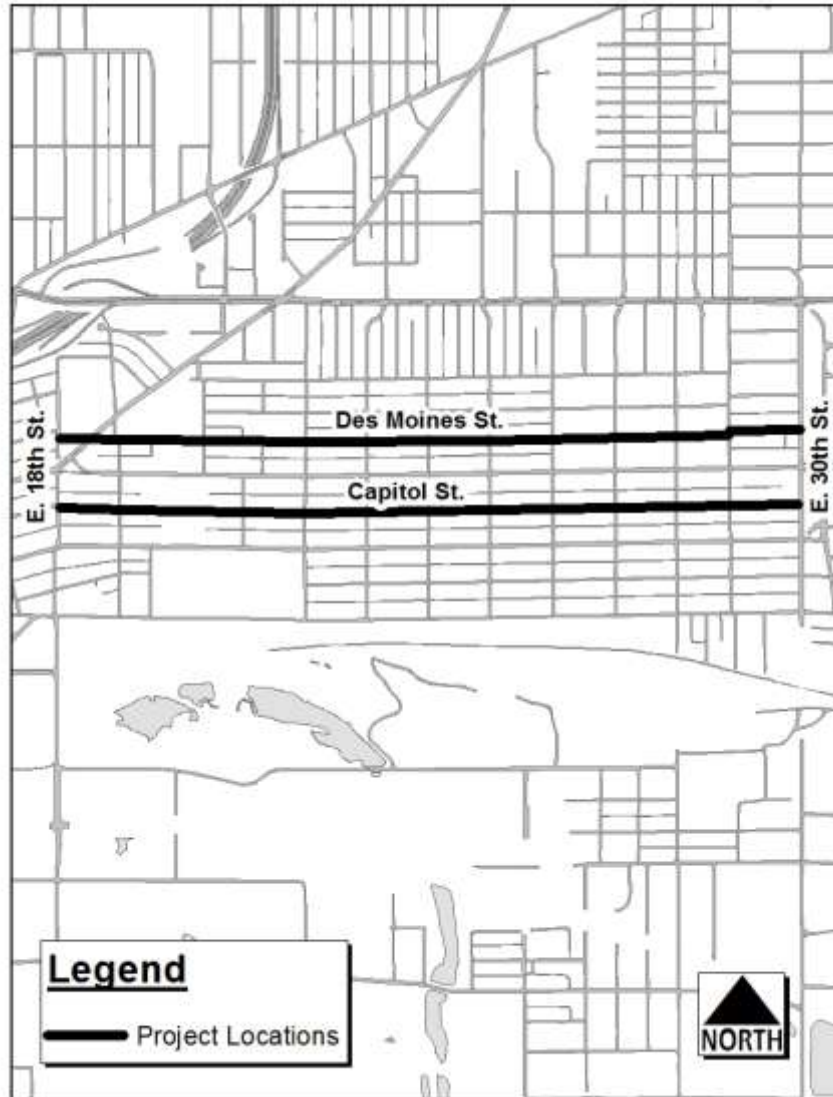 Des Moines St.
E. 18th St.
E. 30th St.
Capitol St.
Legend
Project Locations
NORTH